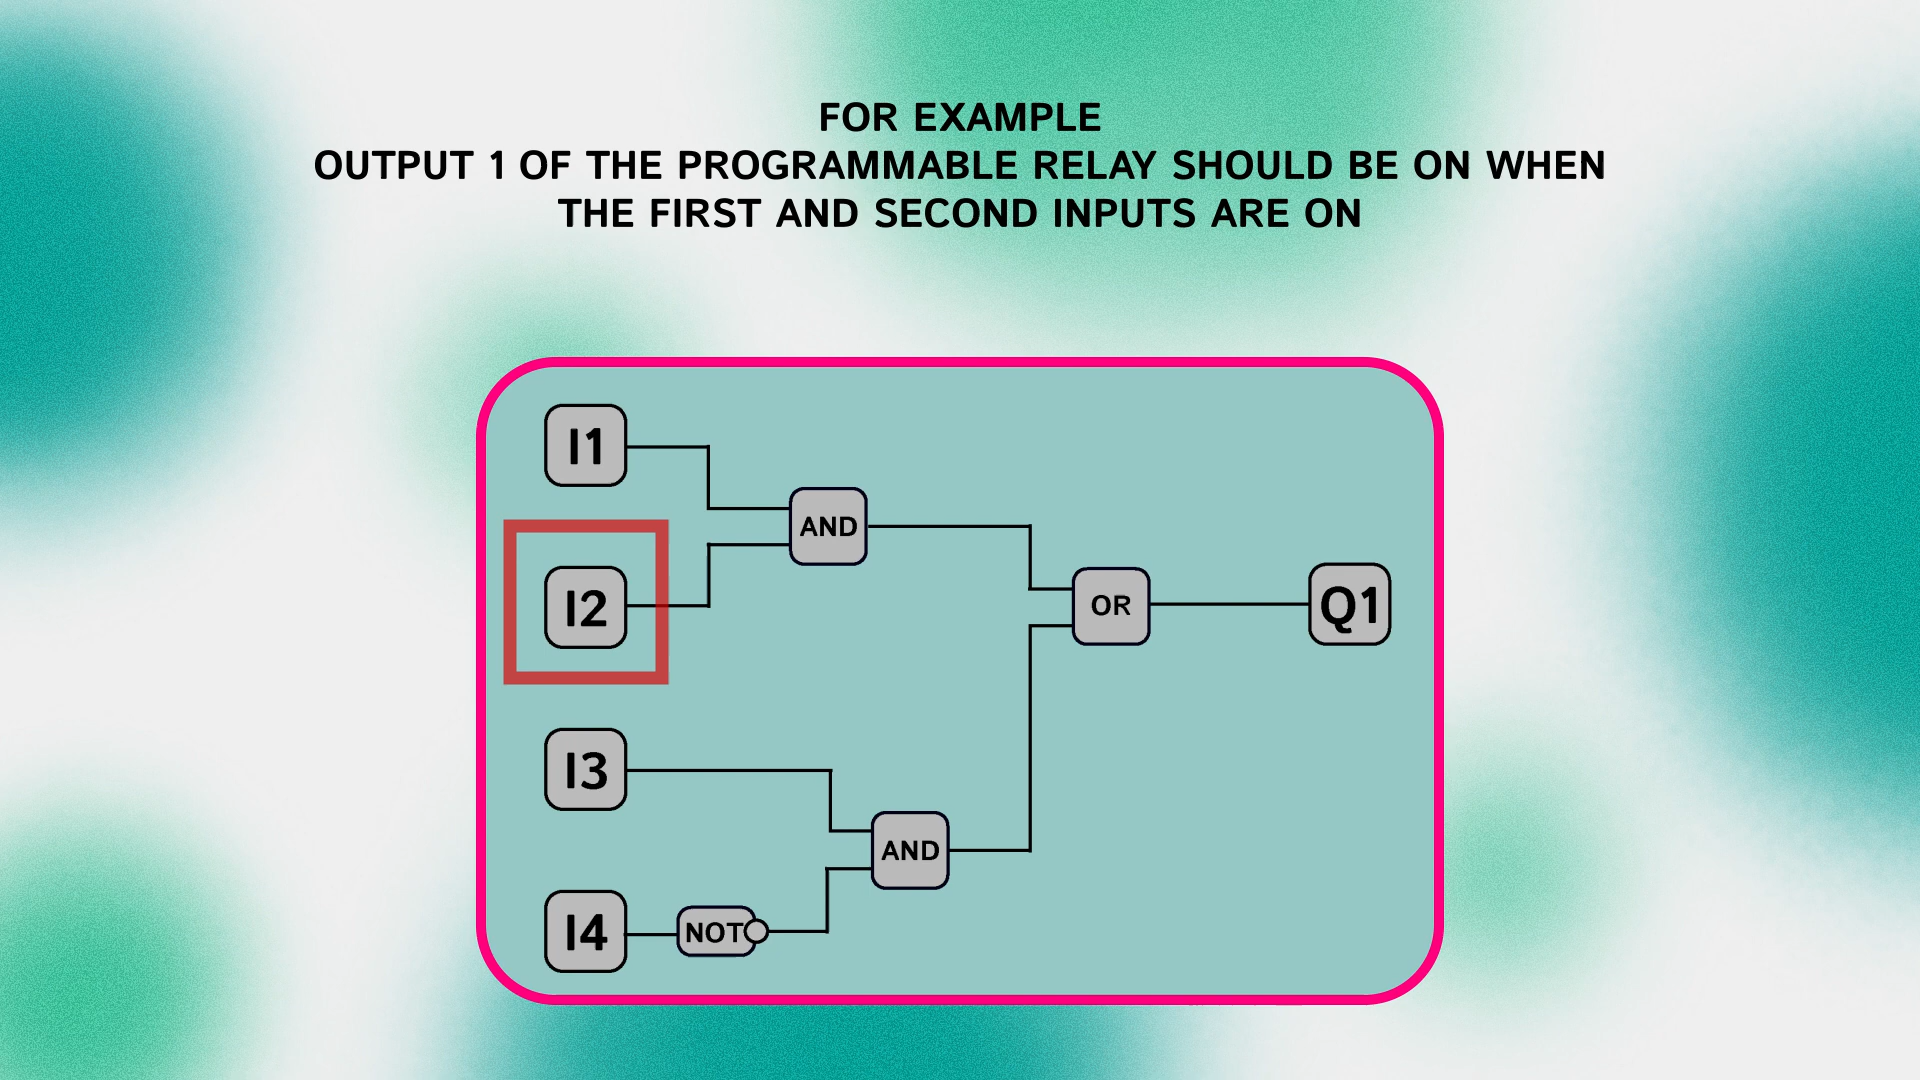 FOR EXAMPLE
OUTPUT 1 OF THE PROGRAMMABLE RELAY SHOULD BE ON WHEN
THE FIRST AND SECOND INPUTS ARE ON
I1
AND
I2
OR
Q1
I3
AND
I4
NOT